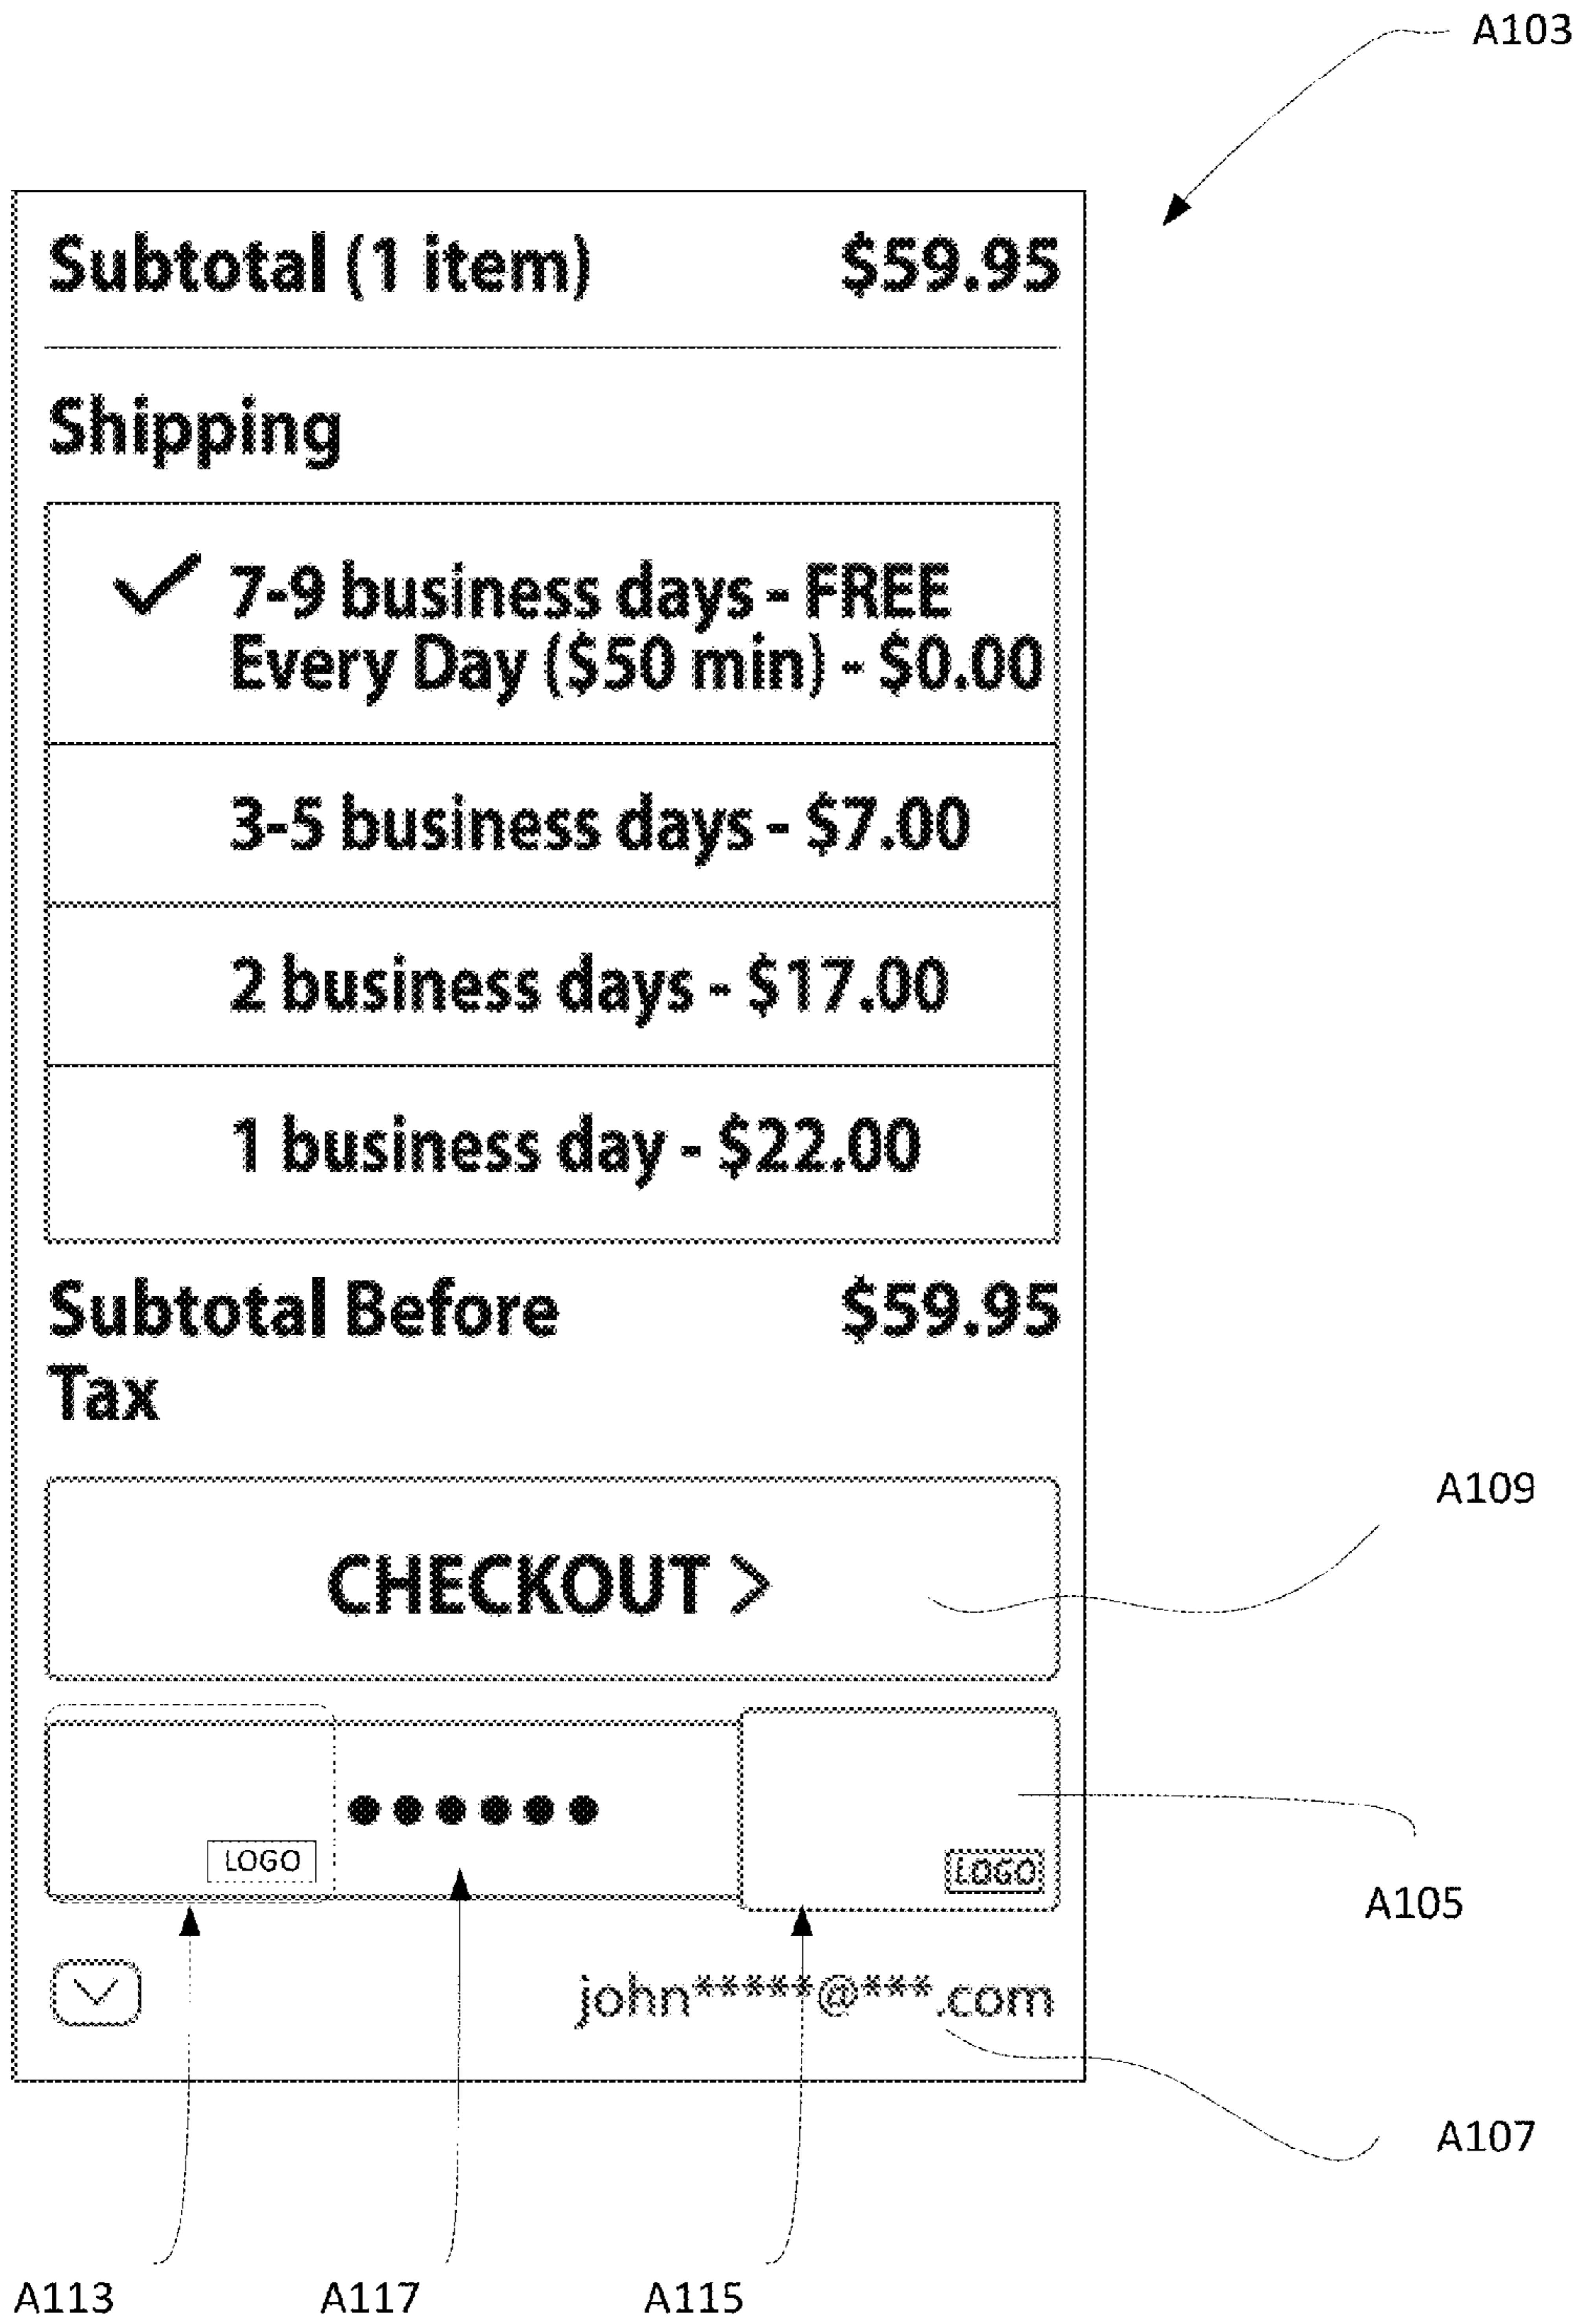 A103
Subtotal (1 item) $59.95
Shipping
7-9 business days - FREE
Every Day ($50 min) - $0.00
3-5 business days - $7.00
2 business days - $17.00
1 business day - $22.00
Subtotal Before $59.95
Tax
A109
CHECKOUT >
LOGO
LOGO
A105
john*****@***.com
A107
A113 A117 A115